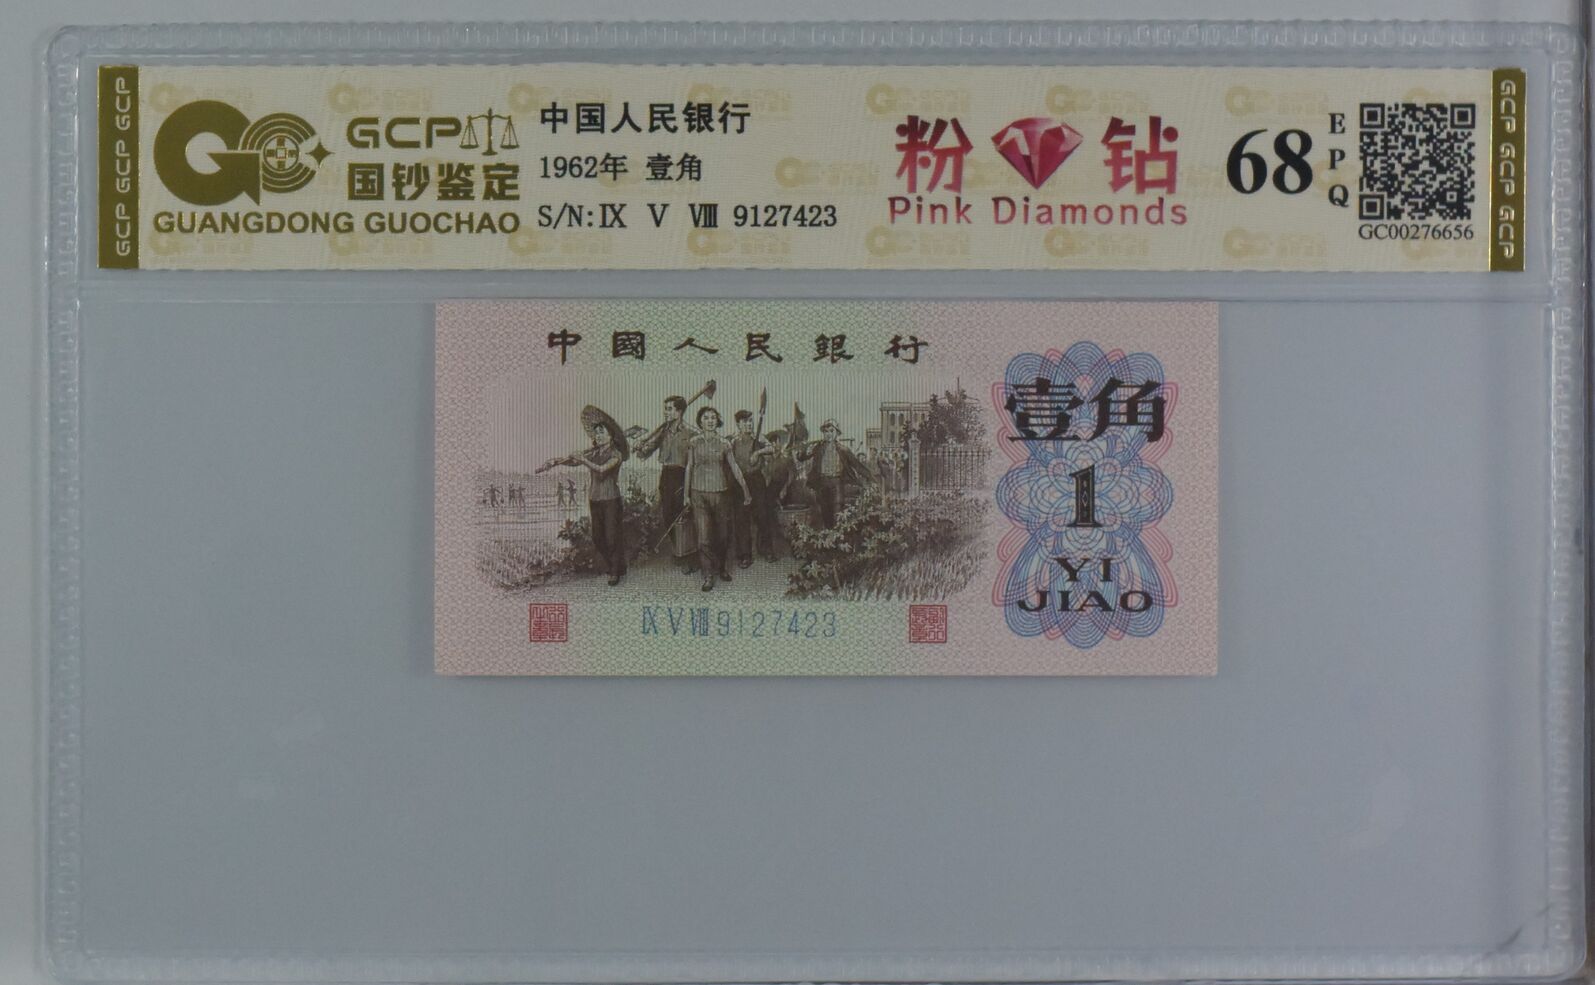 GCP GCP GCP
GCP
国钞鉴定
GUANGDONG GUOCHAO
中国人民银行
1962年 壹角
S/N:Ⅸ Ⅴ Ⅷ 9127423
粉钻
Pink Diamonds
68
EPQ
GC00276656
GCP GCP GCP
中國人民銀行
壹角
1
YI
JIAO
ⅨⅤⅧ9127423